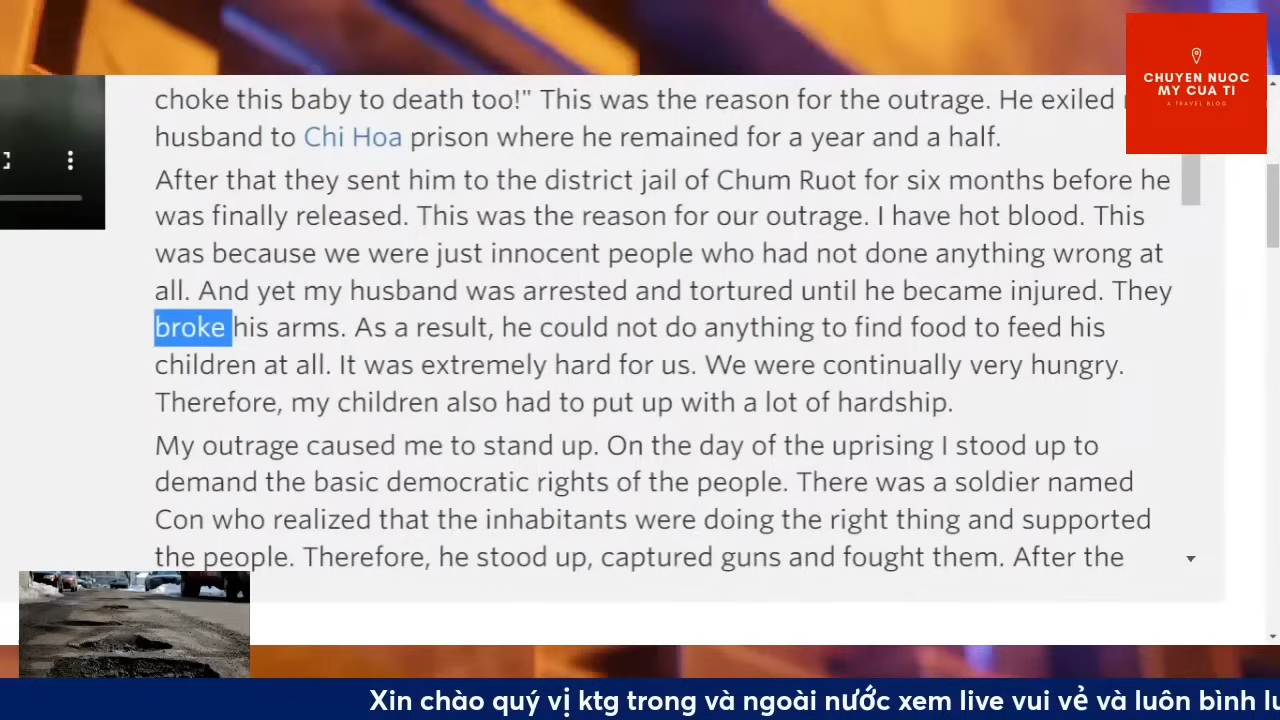 CHUYEN NUOC
MY CUA TI
A TRAVEL BLOG
choke this baby to death too!" This was the reason for the outrage. He exiled
husband to Chi Hoa prison where he remained for a year and a half.
After that they sent him to the district jail of Chum Ruot for six months before he
was finally released. This was the reason for our outrage. I have hot blood. This
was because we were just innocent people who had not done anything wrong at
all. And yet my husband was arrested and tortured until he became injured. They
broke his arms. As a result, he could not do anything to find food to feed his
children at all. It was extremely hard for us. We were continually very hungry.
Therefore, my children also had to put up with a lot of hardship.
My outrage caused me to stand up. On the day of the uprising I stood up to
demand the basic democratic rights of the people. There was a soldier named
Con who realized that the inhabitants were doing the right thing and supported
the people. Therefore, he stood up, captured guns and fought them. After the
Xin chào quý vị ktg trong và ngoài nước xem live vui vẻ và luôn bình